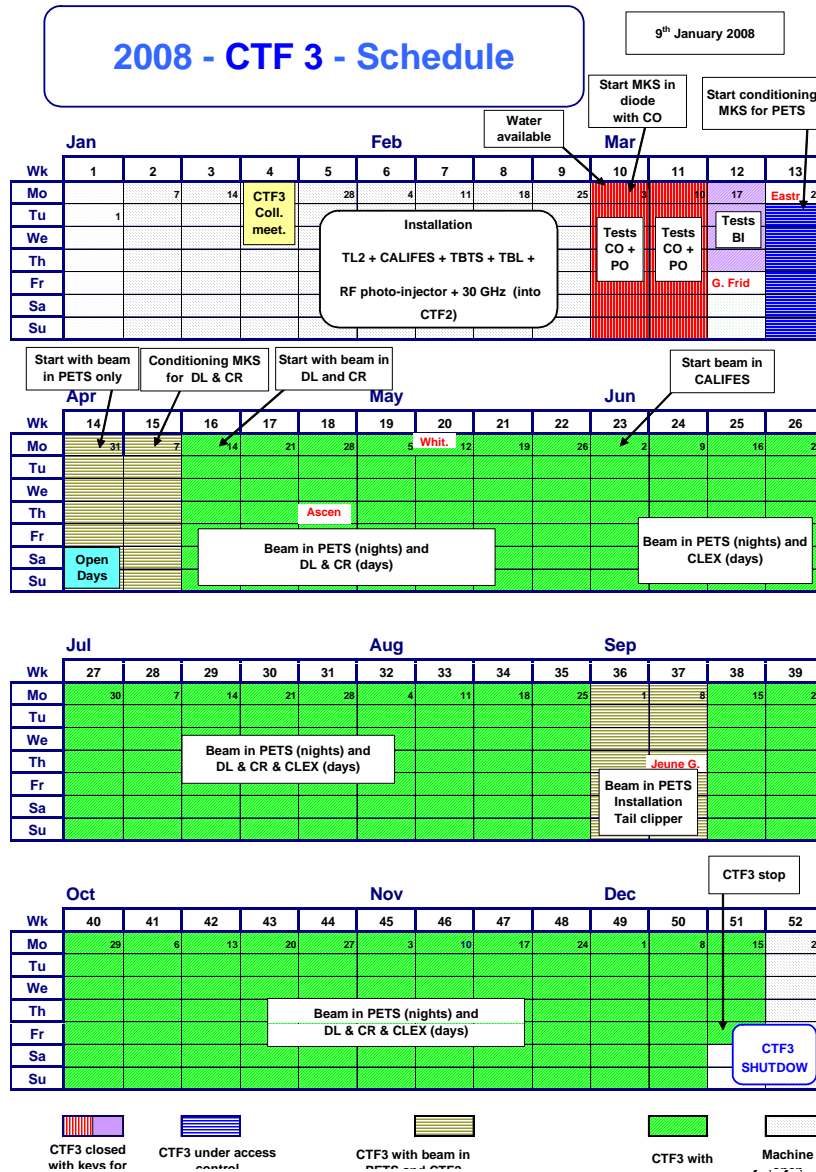 2008 - CTF 3 - Schedule
9th January 2008
Water
available
Start MKS in
diode
with CO
Start conditioning
MKS for PETS
Jan Feb Mar
Wk 1 2 3 4 5 6 7 8 9 10 11 12 13
Mo 7 14 28 4 11 18 25 3 10 17 Eastr 2
Tu 1
We
Th
Fr G. Frid
Sa
Su
CTF3
Coll.
meet.
Installation
TL2 + CALIFES + TBTS + TBL +
RF photo-injector + 30 GHz (into
CTF2)
Tests
CO +
PO
Tests
CO +
PO
Tests
BI
Start with beam
in PETS only
Conditioning MKS
for DL & CR
Start with beam in
DL and CR
Start beam in
CALIFES
Apr May Jun
Wk 14 15 16 17 18 19 20 21 22 23 24 25 26
Mo 31 7 14 21 28 5 Whit. 12 19 26 2 9 16 2
Tu
We
Th Ascen
Fr
Sa
Su
Open
Days
Beam in PETS (nights) and
DL & CR (days)
Beam in PETS (nights) and
CLEX (days)
Jul Aug Sep
Wk 27 28 29 30 31 32 33 34 35 36 37 38 39
Mo 30 7 14 21 28 4 11 18 25 1 8 15 2
Tu
We
Th Jeune G.
Fr
Sa
Su
Beam in PETS (nights) and
DL & CR & CLEX (days)
Beam in PETS
Installation
Tail clipper
CTF3 stop
Oct Nov Dec
Wk 40 41 42 43 44 45 46 47 48 49 50 51 52
Mo 29 6 13 20 27 3 10 17 24 1 8 15 2
Tu
We
Th
Fr
Sa
Su
Beam in PETS (nights) and
DL & CR & CLEX (days)
CTF3
SHUTDOW
CTF3 closed
with keys for
CTF3 under access
control
CTF3 with beam in
PETS and CTF2
CTF3 with
Machine